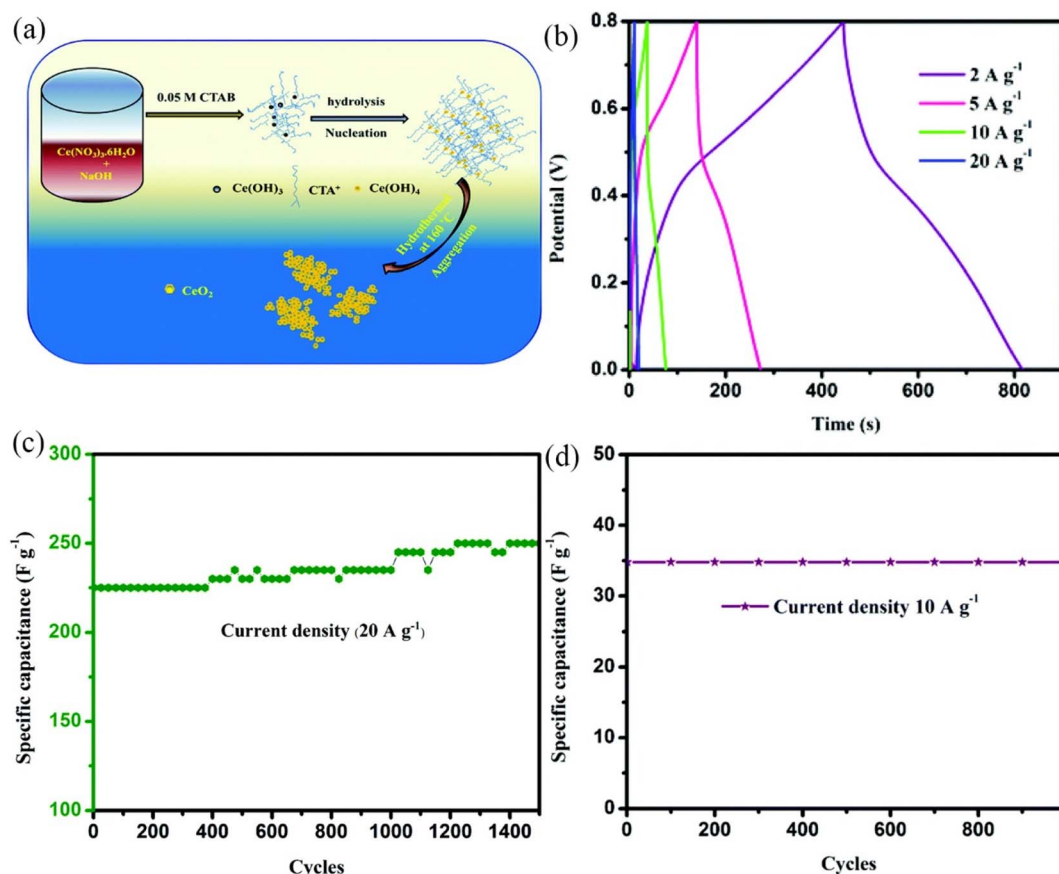 (a)
0.05 M CTAB
hydrolysis
Nucleation
Ce(NO₃)₃.6H₂O
+
NaOH
Ce(OH)₃
CTA⁺
Ce(OH)₄
Hydrothermal
at 160 °C
Aggregation
CeO₂
(b)
0.8
0.6
0.4
0.2
0.0
Potential (V)
2 A g⁻¹
5 A g⁻¹
10 A g⁻¹
20 A g⁻¹
0
200
400
600
800
Time (s)
(c)
300
250
200
150
100
Specific capacitance (F g⁻¹)
Current density (20 A g⁻¹)
0
200
400
600
800
1000
1200
1400
Cycles
(d)
50
40
30
20
10
0
Specific capacitance (F g⁻¹)
Current density 10 A g⁻¹
0
200
400
600
800
Cycles